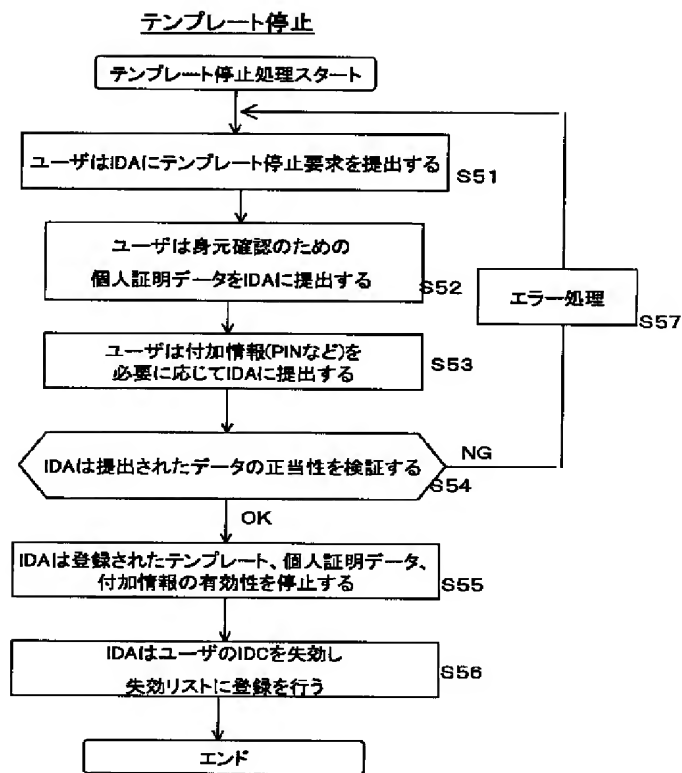 テンプレート停止
テンプレート停止処理スタート
ユーザはIDAにテンプレート停止要求を提出する
S51
ユーザは身元確認のための
個人証明データをIDAに提出する
S52
エラー処理
S57
ユーザは付加情報(PINなど)を
必要に応じてIDAに提出する
S53
IDAは提出されたデータの正当性を検証する
NG
S54
OK
IDAは登録されたテンプレート、個人証明データ、
付加情報の有効性を停止する
S55
IDAはユーザのIDCを失効し
失効リストに登録を行う
S56
エンド